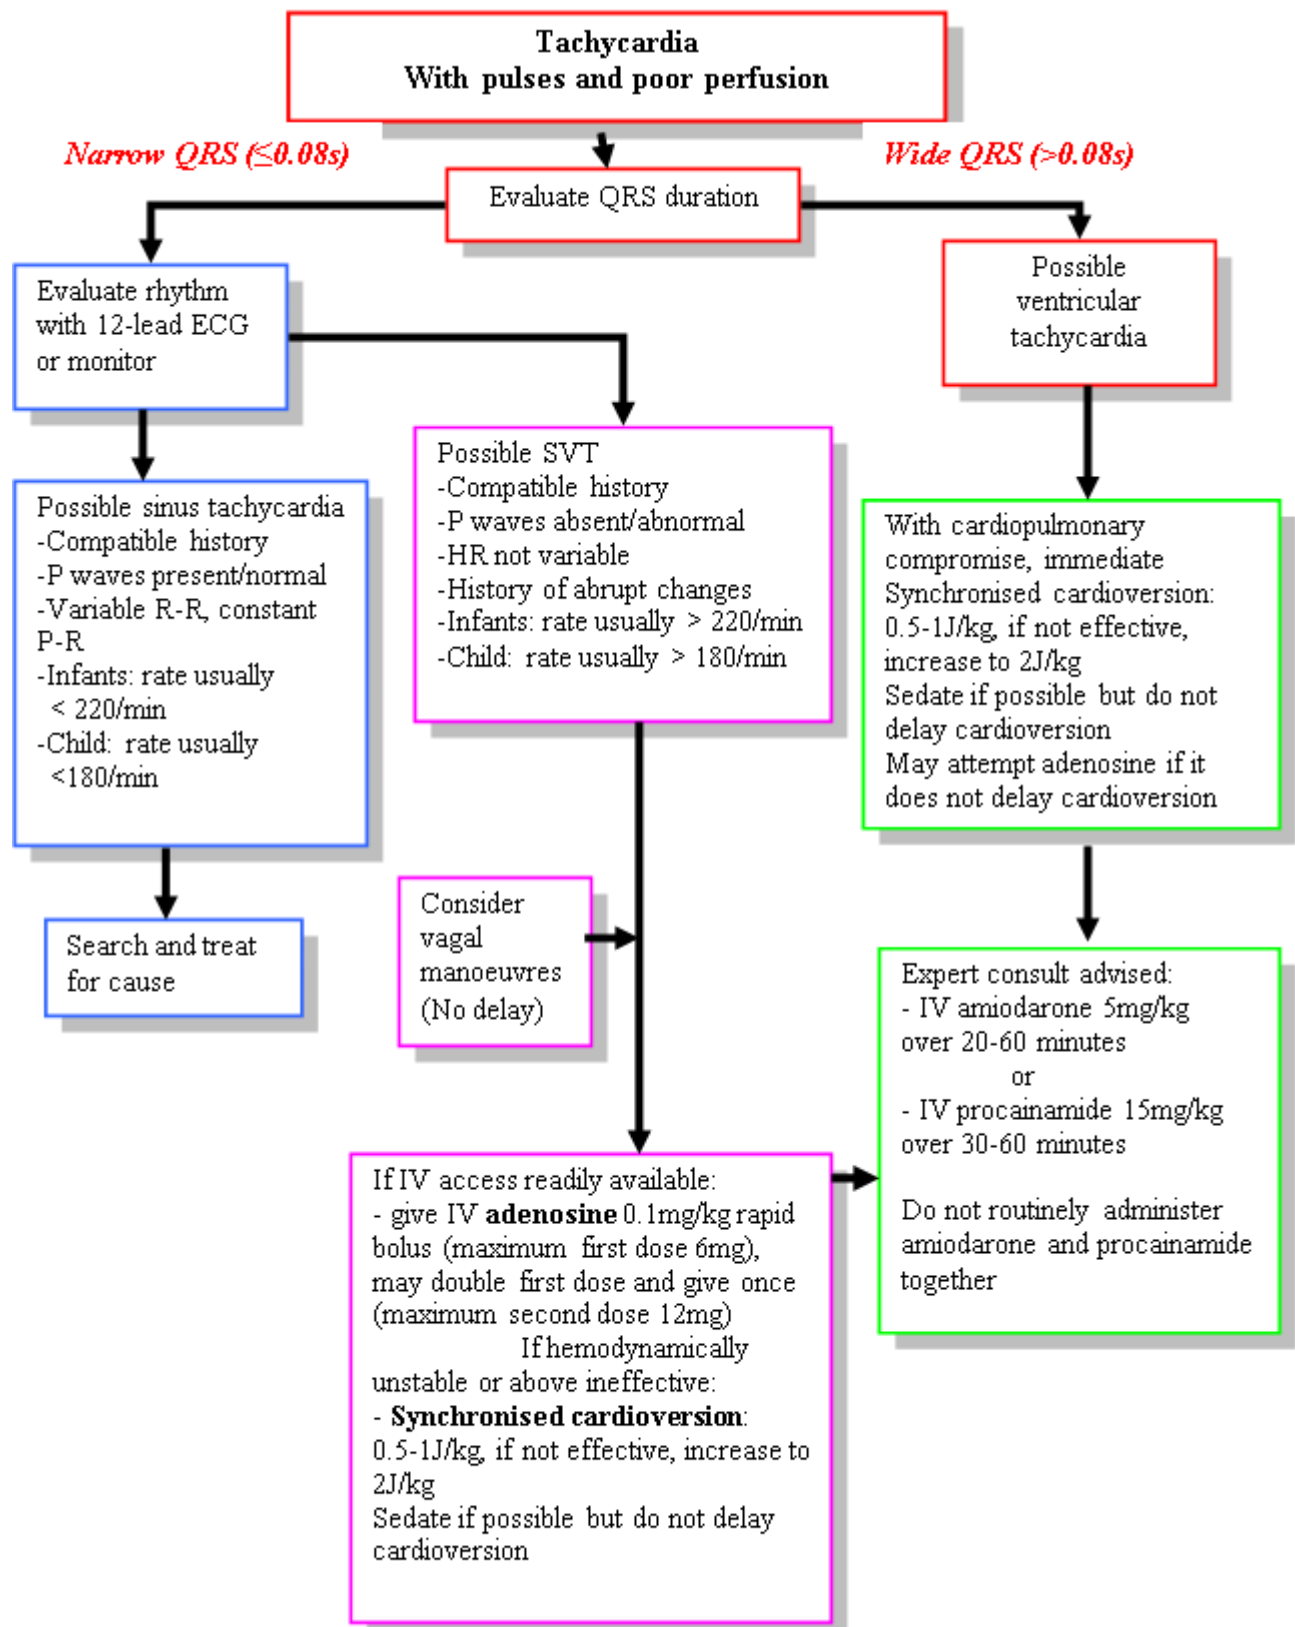 Tachycardia
With pulses and poor perfusion
Narrow QRS (≤0.08s)
Wide QRS (>0.08s)
Evaluate QRS duration
Evaluate rhythm
with 12-lead ECG
or monitor
Possible
ventricular
tachycardia
Possible SVT
-Compatible history
-P waves absent/abnormal
-HR not variable
-History of abrupt changes
-Infants: rate usually > 220/min
-Child: rate usually > 180/min
Possible sinus tachycardia
-Compatible history
-P waves present/normal
-Variable R-R, constant
P-R
-Infants: rate usually
< 220/min
-Child: rate usually
<180/min
With cardiopulmonary
compromise, immediate
Synchronised cardioversion:
0.5-1J/kg, if not effective,
increase to 2J/kg
Sedate if possible but do not
delay cardioversion
May attempt adenosine if it
does not delay cardioversion
Search and treat
for cause
Consider
vagal
manoeuvres
(No delay)
Expert consult advised:
- IV amiodarone 5mg/kg
over 20-60 minutes
or
- IV procainamide 15mg/kg
over 30-60 minutes
Do not routinely administer
amiodarone and procainamide
together
If IV access readily available:
- give IV adenosine 0.1mg/kg rapid
bolus (maximum first dose 6mg),
may double first dose and give once
(maximum second dose 12mg)
If hemodynamically
unstable or above ineffective:
- Synchronised cardioversion:
0.5-1J/kg, if not effective, increase to
2J/kg
Sedate if possible but do not delay
cardioversion